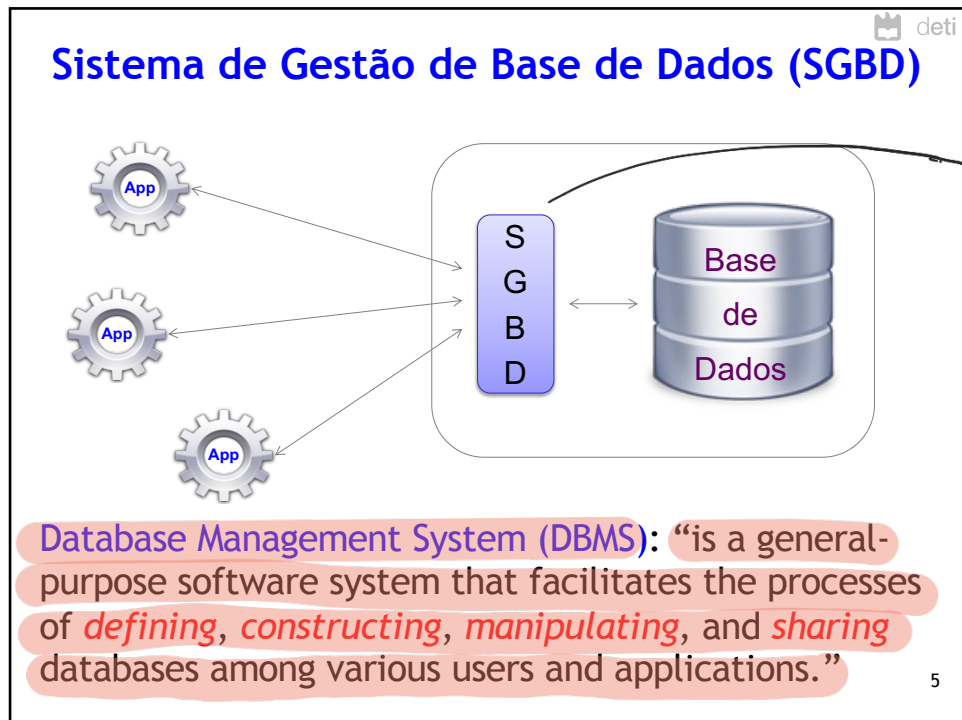 deti
Sistema de Gestão de Base de Dados (SGBD)
App
App
App
S
G
B
D
Base
de
Dados
Database Management System (DBMS): “is a general-
purpose software system that facilitates the processes
of defining, constructing, manipulating, and sharing
databases among various users and applications.”
5